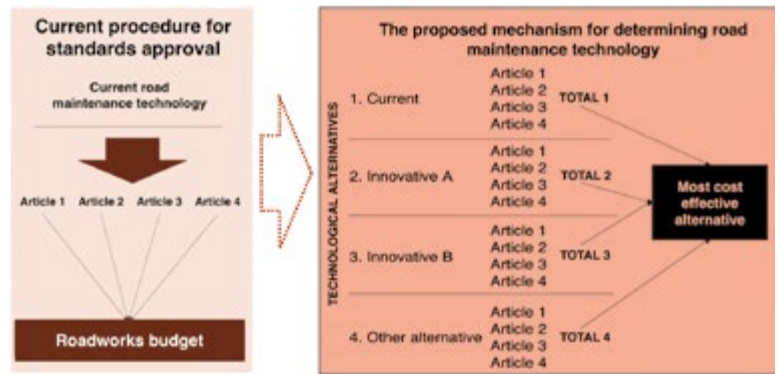 Current procedure for
standards approval
Current road
maintenance technology
Article 1 Article 2 Article 3 Article 4
Roadworks budget
The proposed mechanism for determining road
maintenance technology
TECHNOLOGICAL ALTERNATIVES
1. Current
Article 1
Article 2
Article 3
Article 4
TOTAL 1
2. Innovative A
Article 1
Article 2
Article 3
Article 4
TOTAL 2
3. Innovative B
Article 1
Article 2
Article 3
Article 4
TOTAL 3
4. Other alternative
Article 1
Article 2
Article 3
Article 4
TOTAL 4
Most cost
effective
alternative